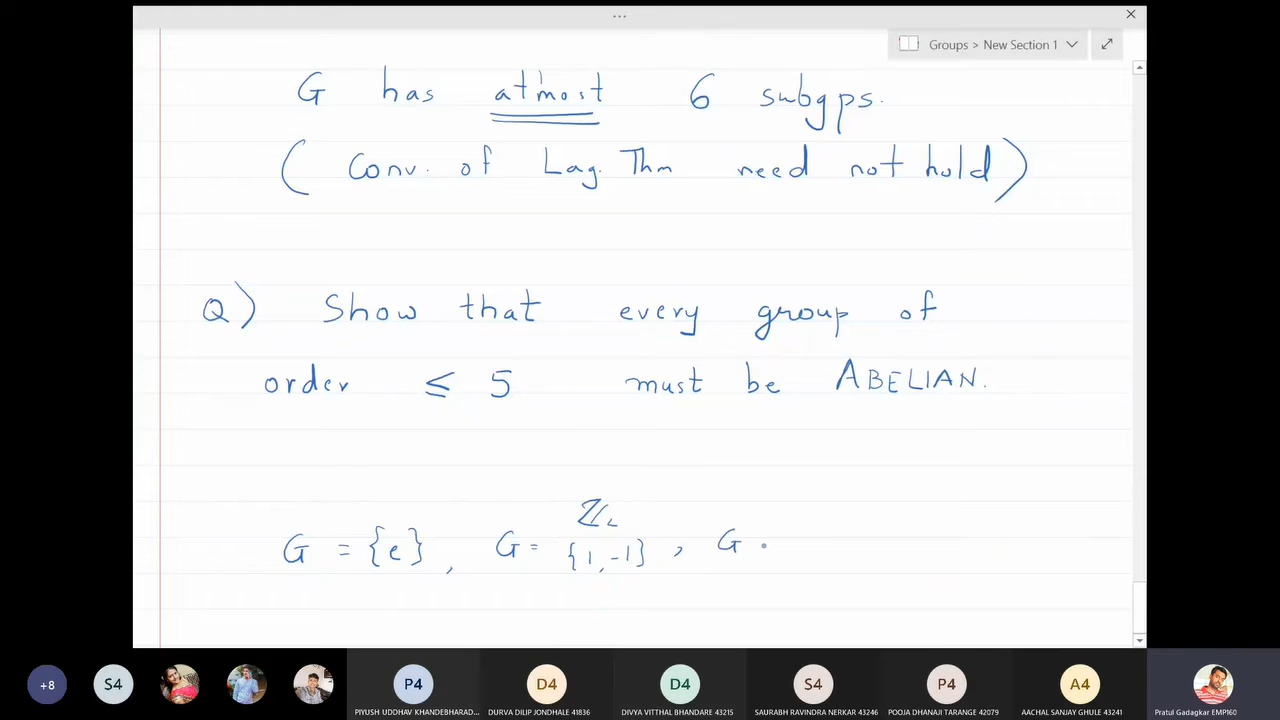 Groups > New Section 1
G has atmost 6 subgps.
( Conv. of Lag. Thm need not hold )
Q) Show that every group of
order ≤ 5 must be ABELIAN.
ℤ₂
G = {e} , G = {1, -1} , G
+8 S4 P4 D4 D4 S4 P4 A4
PIYUSH UDDHAV KHANDEBHARAD... DURVA DILIP JONDHALE 41836 DIVYA VITTHAL BHANDARE 43215 SAURABH RAVINDRA NERKAR 43246 POOJA DHANAJI TARANGE 42079 AACHAL SANJAY GHULE 43241 Pratul Gadagkar EMP160